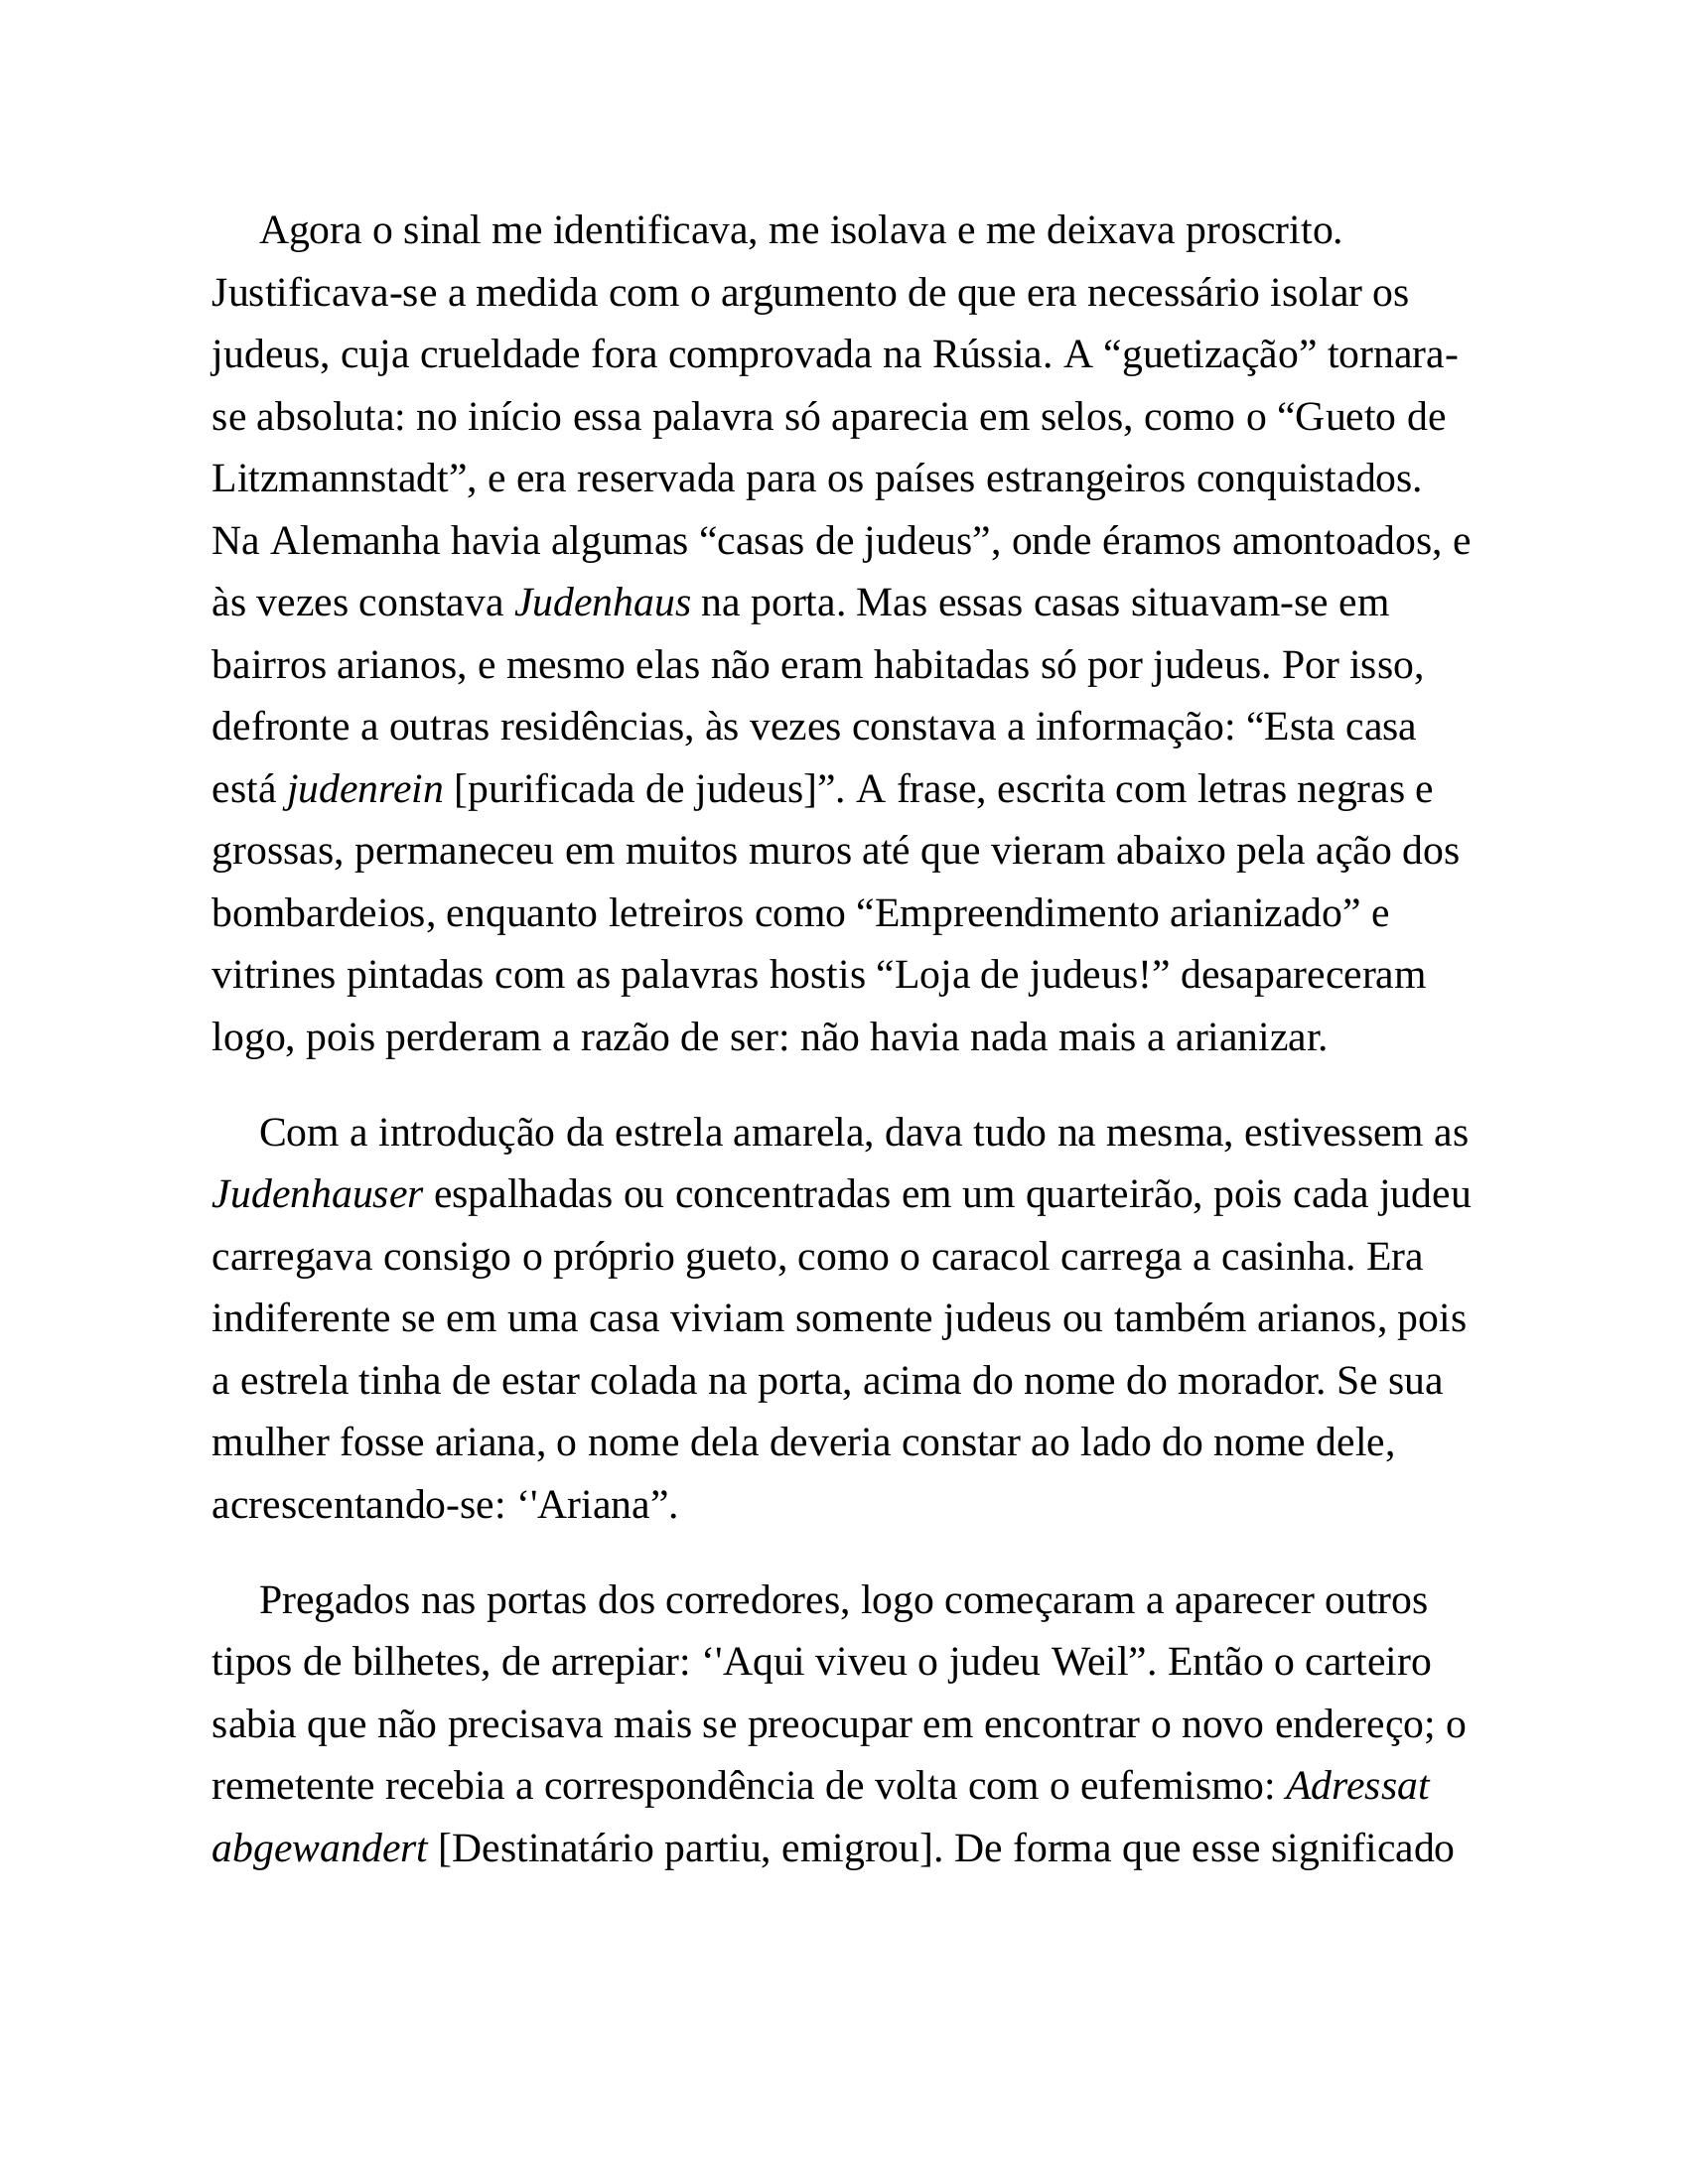 Agora o sinal me identificava, me isolava e me deixava proscrito.
Justificava-se a medida com o argumento de que era necessário isolar os
judeus, cuja crueldade fora comprovada na Rússia. A “guetização” tornara-
se absoluta: no início essa palavra só aparecia em selos, como o “Gueto de
Litzmannstadt”, e era reservada para os países estrangeiros conquistados.
Na Alemanha havia algumas “casas de judeus”, onde éramos amontoados, e
às vezes constava Judenhaus na porta. Mas essas casas situavam-se em
bairros arianos, e mesmo elas não eram habitadas só por judeus. Por isso,
defronte a outras residências, às vezes constava a informação: “Esta casa
está judenrein [purificada de judeus]”. A frase, escrita com letras negras e
grossas, permaneceu em muitos muros até que vieram abaixo pela ação dos
bombardeios, enquanto letreiros como “Empreendimento arianizado” e
vitrines pintadas com as palavras hostis “Loja de judeus!” desapareceram
logo, pois perderam a razão de ser: não havia nada mais a arianizar.
Com a introdução da estrela amarela, dava tudo na mesma, estivessem as
Judenhauser espalhadas ou concentradas em um quarteirão, pois cada judeu
carregava consigo o próprio gueto, como o caracol carrega a casinha. Era
indiferente se em uma casa viviam somente judeus ou também arianos, pois
a estrela tinha de estar colada na porta, acima do nome do morador. Se sua
mulher fosse ariana, o nome dela deveria constar ao lado do nome dele,
acrescentando-se: ‘'Ariana”.
Pregados nas portas dos corredores, logo começaram a aparecer outros
tipos de bilhetes, de arrepiar: ‘'Aqui viveu o judeu Weil”. Então o carteiro
sabia que não precisava mais se preocupar em encontrar o novo endereço; o
remetente recebia a correspondência de volta com o eufemismo: Adressat
abgewandert [Destinatário partiu, emigrou]. De forma que esse significado